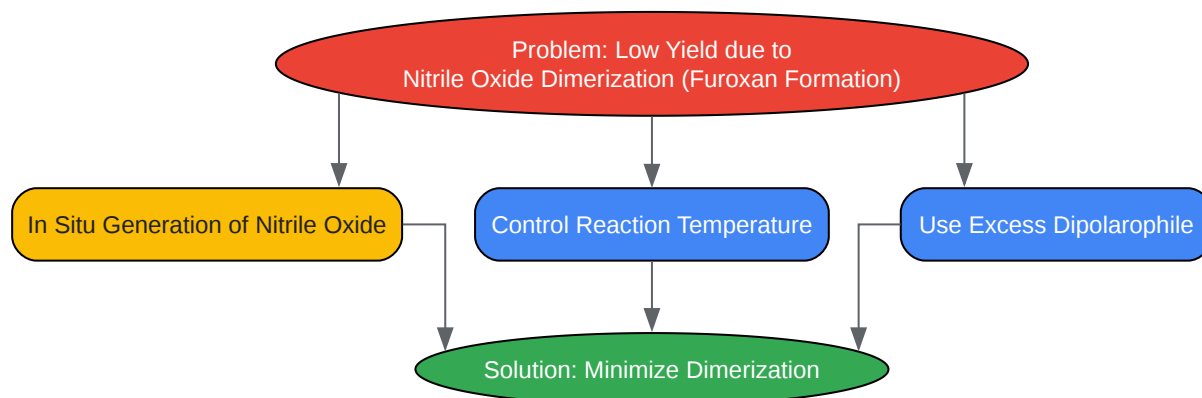 Problem: Low Yield due to
Nitrile Oxide Dimerization (Furoxan Formation)
In Situ Generation of Nitrile Oxide
Control Reaction Temperature
Use Excess Dipolarophile
Solution: Minimize Dimerization